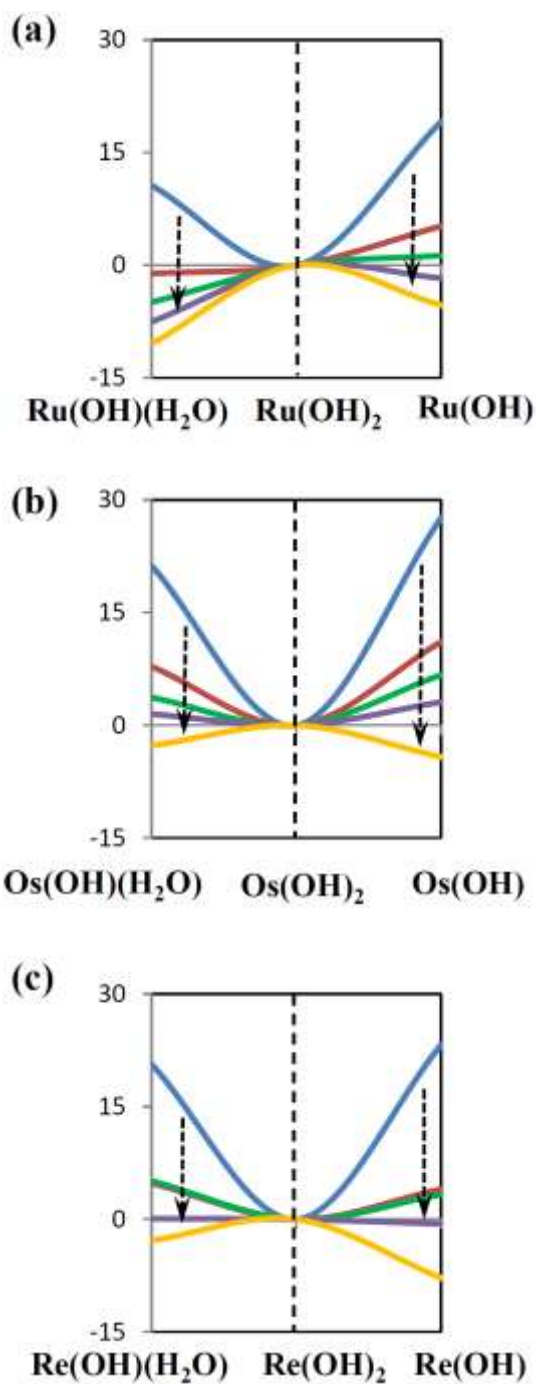 (a)
30
15
0
-15
Ru(OH)(H₂O) Ru(OH)₂ Ru(OH)
(b)
30
15
0
-15
Os(OH)(H₂O) Os(OH)₂ Os(OH)
(c)
30
15
0
-15
Re(OH)(H₂O) Re(OH)₂ Re(OH)